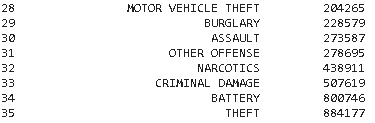 28 MOTOR VEHICLE THEFT 204265
29 BURGLARY 228579
30 ASSAULT 273587
31 OTHER OFFENSE 278695
32 NARCOTICS 438911
33 CRIMINAL DAMAGE 507619
34 BATTERY 800746
35 THEFT 884177